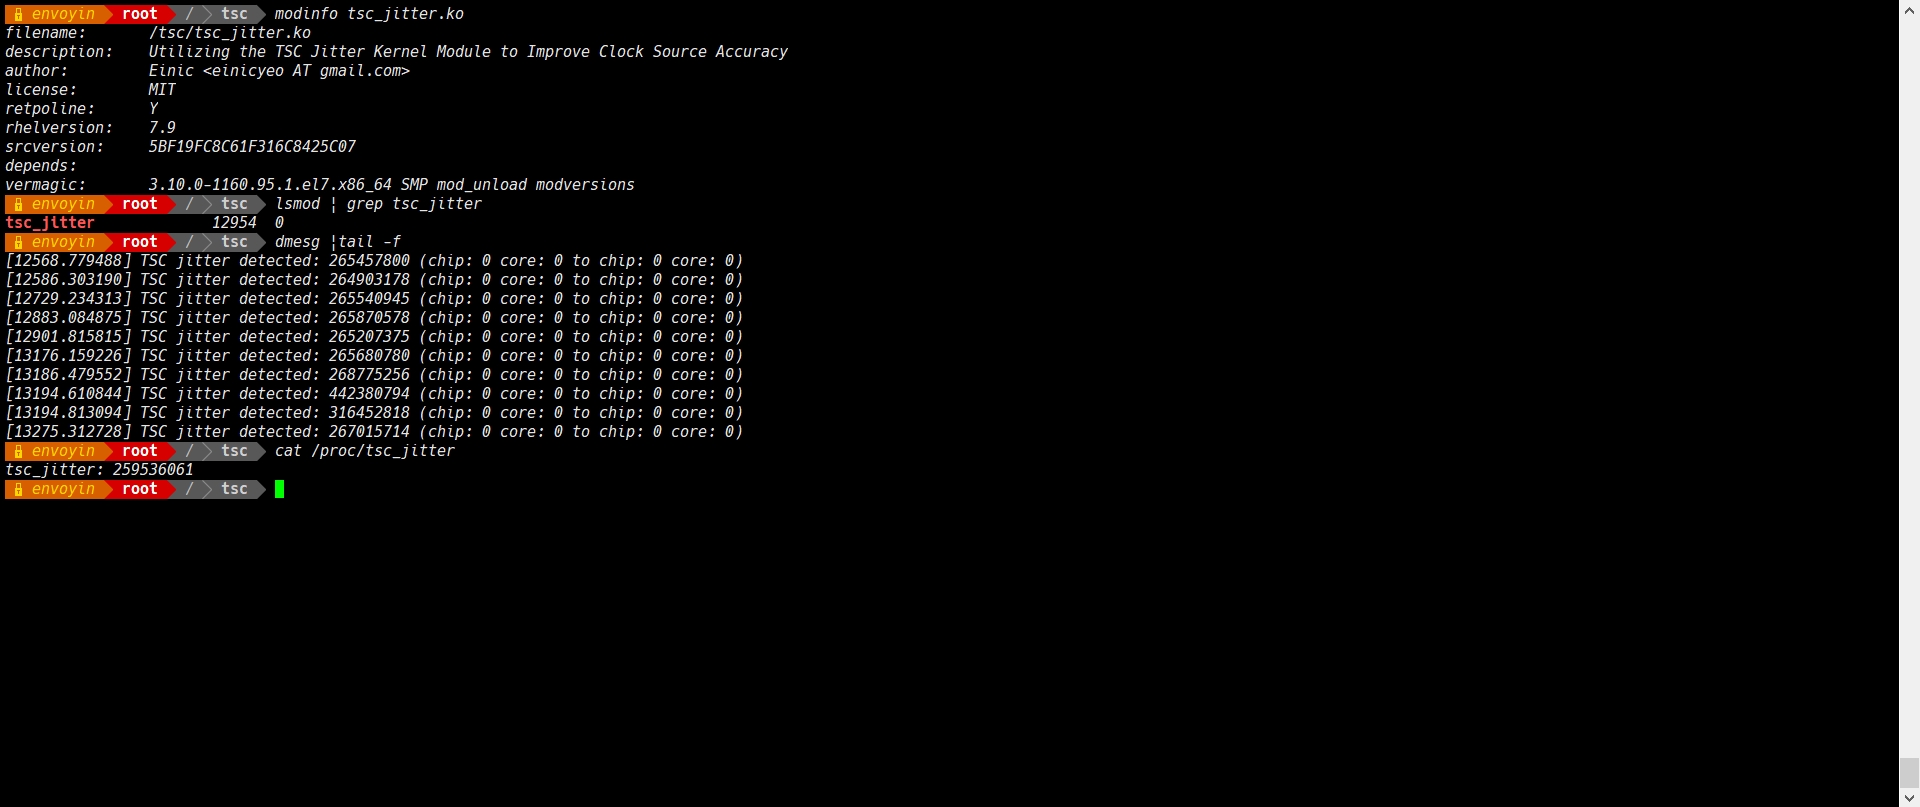 envoyin root / tsc modinfo tsc_jitter.ko
filename: /tsc/tsc_jitter.ko
description: Utilizing the TSC Jitter Kernel Module to Improve Clock Source Accuracy
author: Einic <einicyeo AT gmail.com>
license: MIT
retpoline: Y
rhelversion: 7.9
srcversion: 5BF19FC8C61F316C8425C07
depends:
vermagic: 3.10.0-1160.95.1.el7.x86_64 SMP mod_unload modversions
envoyin root / tsc lsmod | grep tsc_jitter
tsc_jitter 12954 0
envoyin root / tsc dmesg |tail -f
[12568.779488] TSC jitter detected: 265457800 (chip: 0 core: 0 to chip: 0 core: 0)
[12586.303190] TSC jitter detected: 264903178 (chip: 0 core: 0 to chip: 0 core: 0)
[12729.234313] TSC jitter detected: 265540945 (chip: 0 core: 0 to chip: 0 core: 0)
[12883.084875] TSC jitter detected: 265870578 (chip: 0 core: 0 to chip: 0 core: 0)
[12901.815815] TSC jitter detected: 265207375 (chip: 0 core: 0 to chip: 0 core: 0)
[13176.159226] TSC jitter detected: 265680780 (chip: 0 core: 0 to chip: 0 core: 0)
[13186.479552] TSC jitter detected: 268775256 (chip: 0 core: 0 to chip: 0 core: 0)
[13194.610844] TSC jitter detected: 442380794 (chip: 0 core: 0 to chip: 0 core: 0)
[13194.813094] TSC jitter detected: 316452818 (chip: 0 core: 0 to chip: 0 core: 0)
[13275.312728] TSC jitter detected: 267015714 (chip: 0 core: 0 to chip: 0 core: 0)
envoyin root / tsc cat /proc/tsc_jitter
tsc_jitter: 259536061
envoyin root / tsc